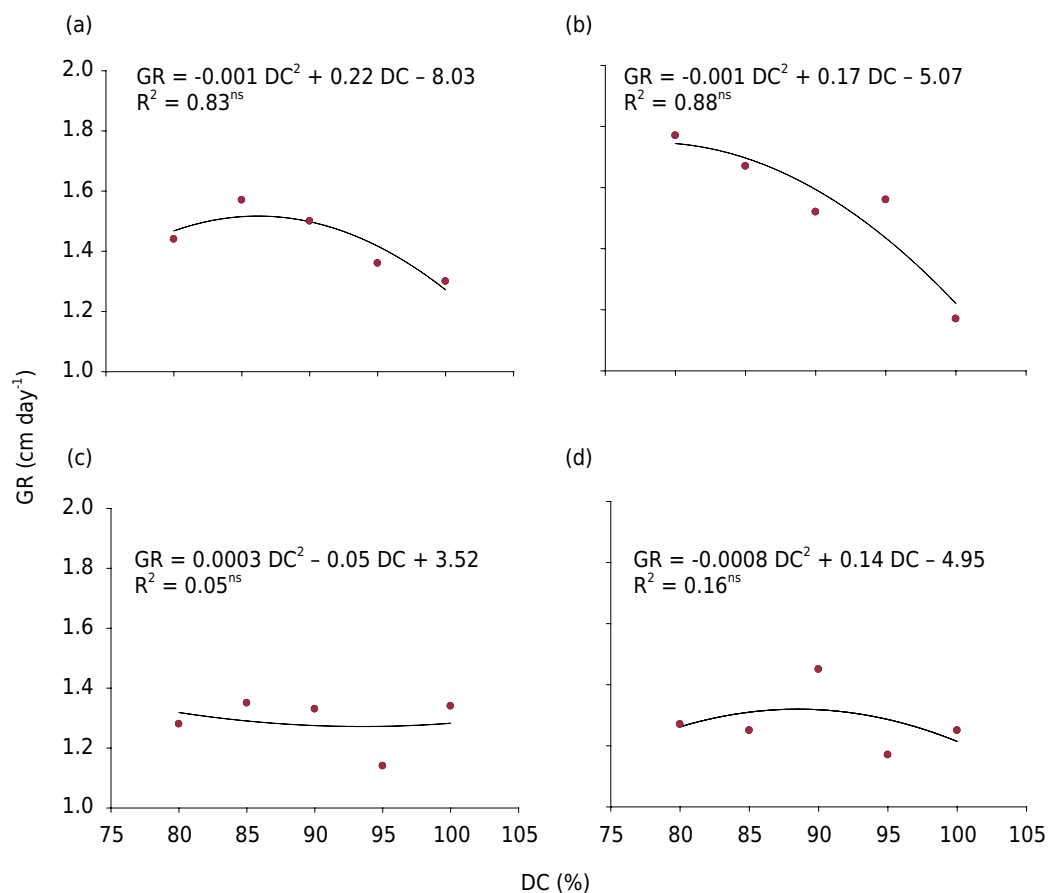 (a)
(b)
GR = -0.001 DC² + 0.22 DC – 8.03
R² = 0.83ⁿˢ
GR = -0.001 DC² + 0.17 DC – 5.07
R² = 0.88ⁿˢ
2.0
1.8
1.6
1.4
1.2
1.0
GR (cm day⁻¹)
(c)
(d)
GR = 0.0003 DC² – 0.05 DC + 3.52
R² = 0.05ⁿˢ
GR = -0.0008 DC² + 0.14 DC – 4.95
R² = 0.16ⁿˢ
2.0
1.8
1.6
1.4
1.2
1.0
75 80 85 90 95 100 105
75 80 85 90 95 100 105
DC (%)